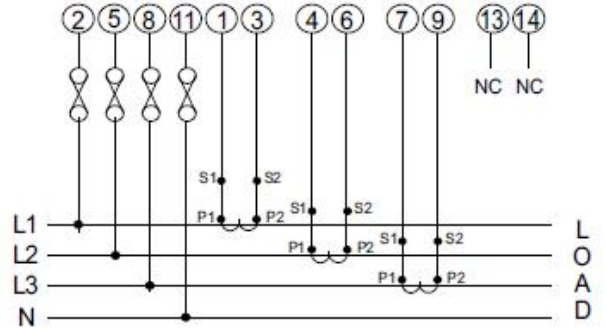 2 5 8 11 1 3 4 6 7 9 13 14
NC NC
S1 S2
S1 S2
L1 P1 P2 L
S1 S2
L2 P1 P2 O
L3 P1 P2 A
N D